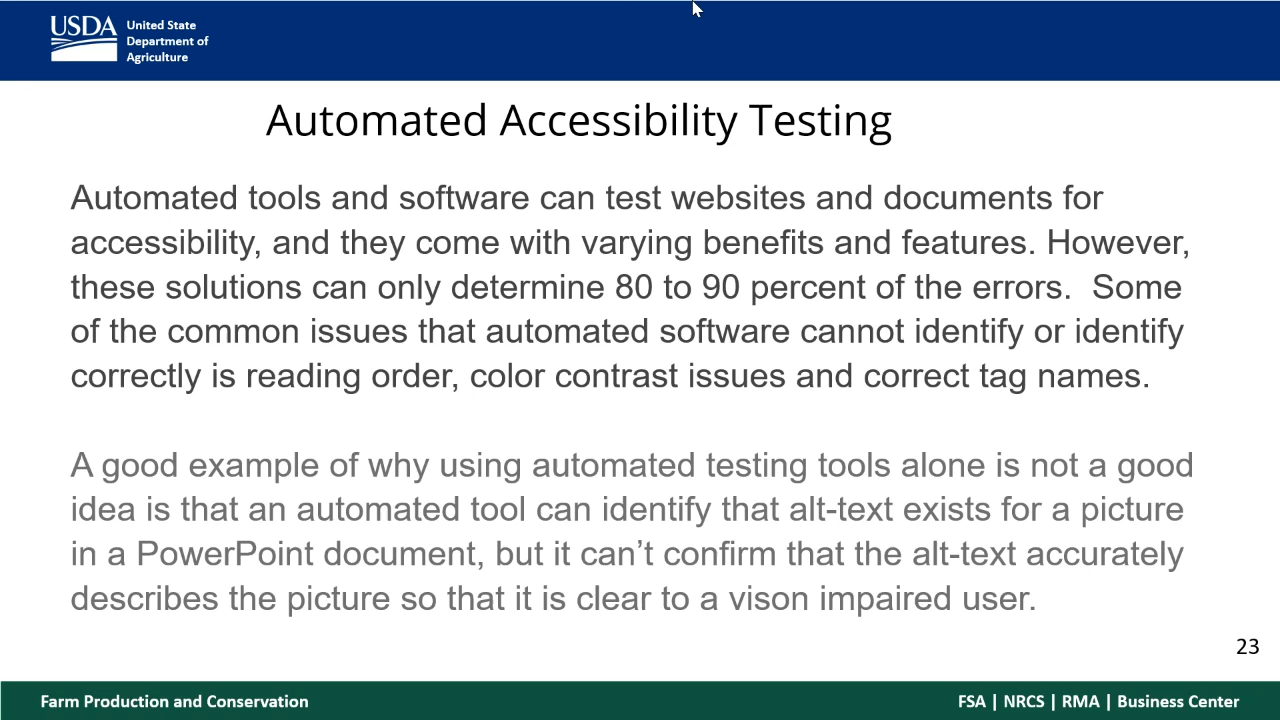 USDA
United State
Department of
Agriculture
Automated Accessibility Testing
Automated tools and software can test websites and documents for
accessibility, and they come with varying benefits and features. However,
these solutions can only determine 80 to 90 percent of the errors.  Some
of the common issues that automated software cannot identify or identify
correctly is reading order, color contrast issues and correct tag names.
A good example of why using automated testing tools alone is not a good
idea is that an automated tool can identify that alt-text exists for a picture
in a PowerPoint document, but it can’t confirm that the alt-text accurately
describes the picture so that it is clear to a vison impaired user.
23
Farm Production and Conservation
FSA | NRCS | RMA | Business Center